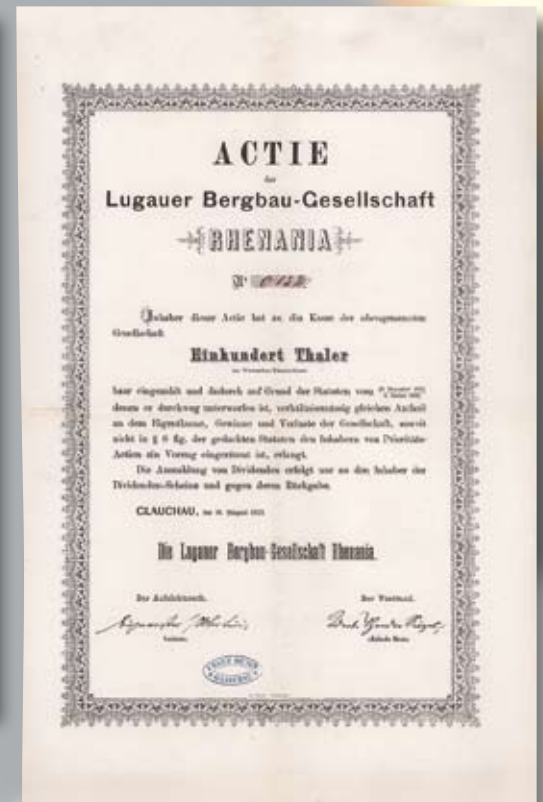 ACTIE
der
Lugauer Bergbau-Gesellschaft
RHENANIA
No
Inhaber dieser Actie hat an die Kasse der obengenannten
Gesellschaft
Einhundert Thaler
baar eingezahlt und dadurch auf Grund der Statuten vom
denen er durchweg unterworfen ist, verhältnissmässig gleichen Antheil
an dem Eigenthume, Gewinne und Verluste der Gesellschaft, soweit
nicht in § 6 flg. der gedachten Statuten den Inhabern von Prioritäts-
Actien ein Vorzug eingeräumt ist, erlangt.
Die Auszahlung von Dividenden erfolgt nur an den Inhaber der
Dividenden-Scheine und gegen deren Rückgabe.
GLAUCHAU, den August
Die Lugauer Bergbau-Gesellschaft Rhenania.
Der Aufsichtsrath. Der Vorstand.